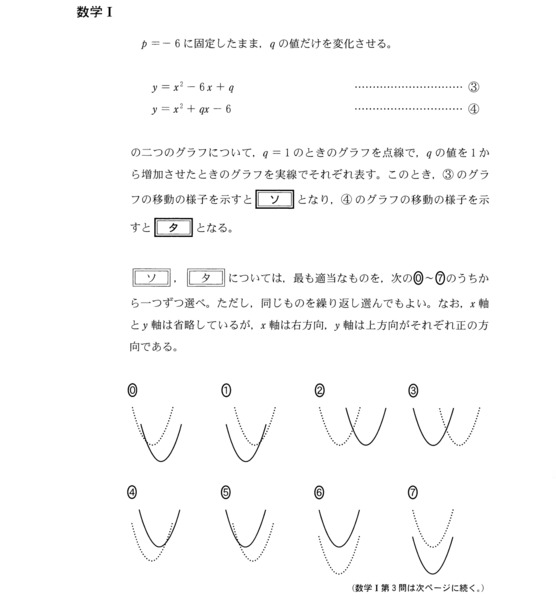 数学Ⅰ
p＝－6 に固定したまま，q の値だけを変化させる。
y＝x²－6x＋q ………………………… ③
y＝x²＋qx－6 ………………………… ④
の二つのグラフについて，q＝1 のときのグラフを点線で，q の値を 1 か
ら増加させたときのグラフを実線でそれぞれ表す。このとき，③のグラ
フの移動の様子を示すと ソ となり，④のグラフの移動の様子を示
すと タ となる。
ソ ，タ については，最も適当なものを，次の⓪～⑦のうちか
ら一つずつ選べ。ただし，同じものを繰り返し選んでもよい。なお，x 軸
と y 軸は省略しているが，x 軸は右方向，y 軸は上方向がそれぞれ正の方
向である。
⓪ ① ② ③
④ ⑤ ⑥ ⑦
(数学Ⅰ第 3 問は次ページに続く。)